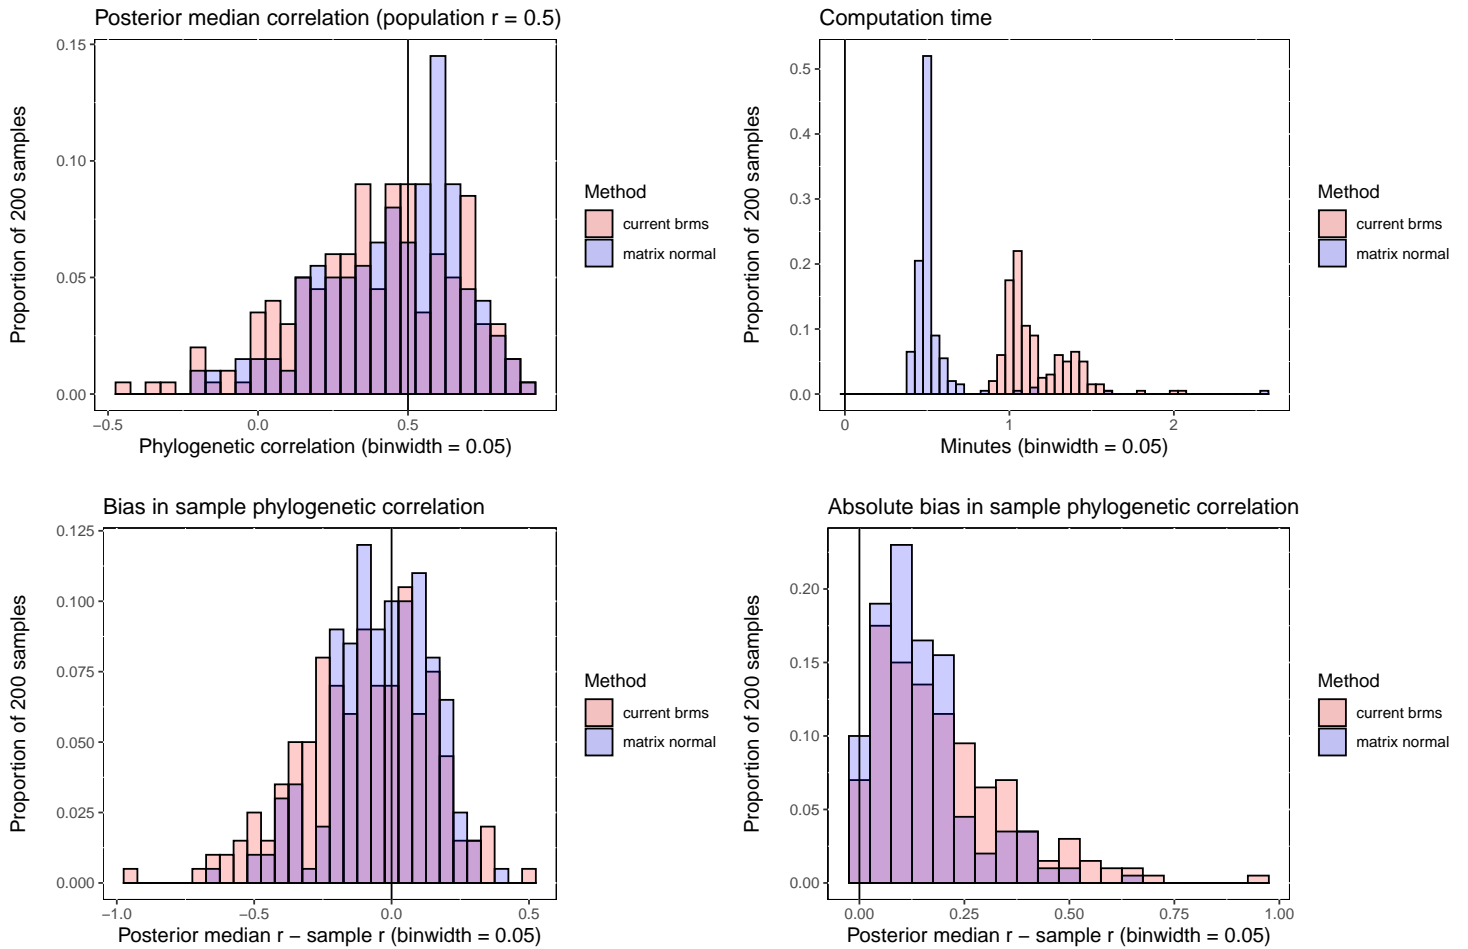 Posterior median correlation (population r = 0.5)
Proportion of 200 samples
0.15
0.10
0.05
0.00
−0.5
0.0
0.5
Phylogenetic correlation (binwidth = 0.05)
Method
current brms
matrix normal
Computation time
Proportion of 200 samples
0.5
0.4
0.3
0.2
0.1
0.0
0
1
2
Minutes (binwidth = 0.05)
Method
current brms
matrix normal
Bias in sample phylogenetic correlation
Proportion of 200 samples
0.125
0.100
0.075
0.050
0.025
0.000
−1.0
−0.5
0.0
0.5
Posterior median r − sample r (binwidth = 0.05)
Method
current brms
matrix normal
Absolute bias in sample phylogenetic correlation
Proportion of 200 samples
0.20
0.15
0.10
0.05
0.00
0.00
0.25
0.50
0.75
1.00
Posterior median r − sample r (binwidth = 0.05)
Method
current brms
matrix normal